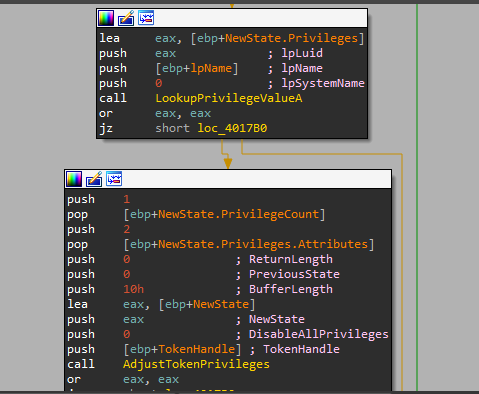 lea eax, [ebp+NewState.Privileges]
push eax ; lpLuid
push [ebp+lpName] ; lpName
push 0 ; lpSystemName
call LookupPrivilegeValueA
or eax, eax
jz short loc_4017B0
push 1
pop [ebp+NewState.PrivilegeCount]
push 2
pop [ebp+NewState.Privileges.Attributes]
push 0 ; ReturnLength
push 0 ; PreviousState
push 10h ; BufferLength
lea eax, [ebp+NewState]
push eax ; NewState
push 0 ; DisableAllPrivileges
push [ebp+TokenHandle] ; TokenHandle
call AdjustTokenPrivileges
or eax, eax